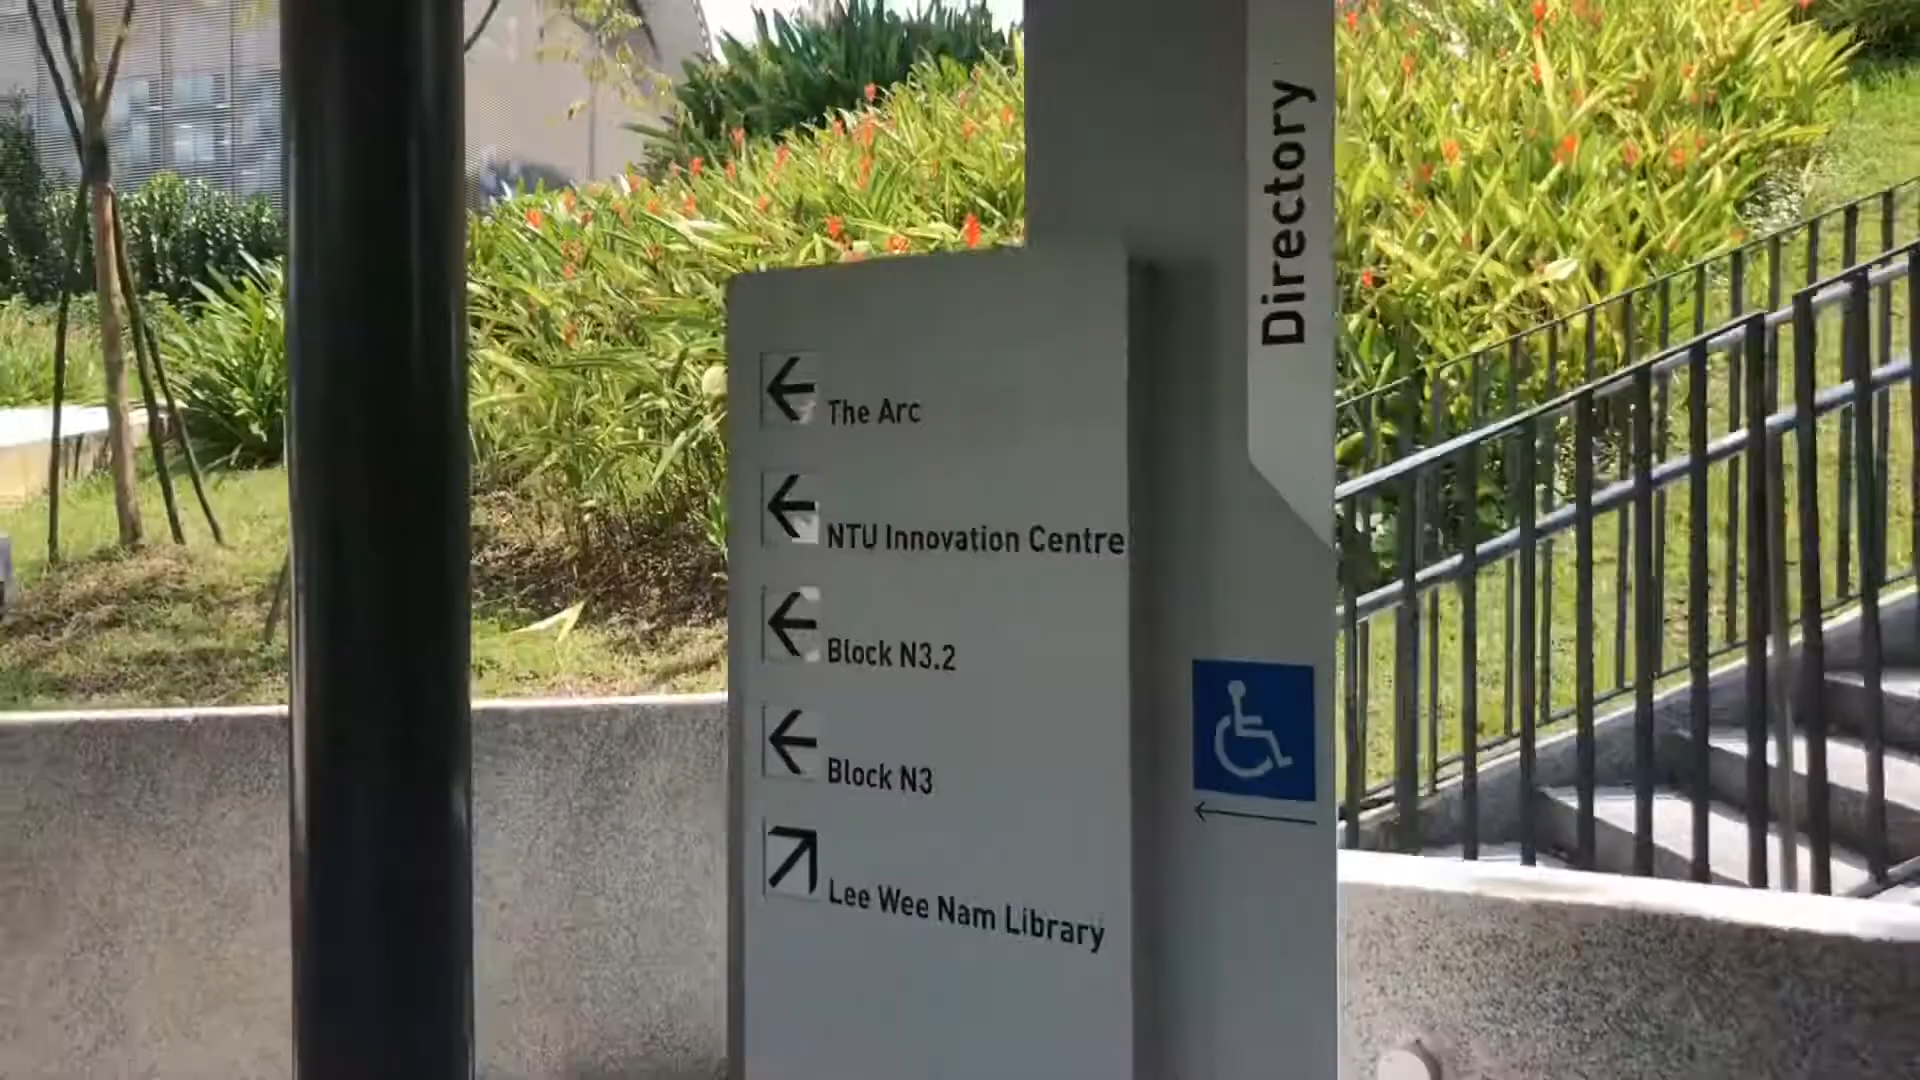 Directory
The Arc
NTU Innovation Centre
Block N3.2
Block N3
Lee Wee Nam Library